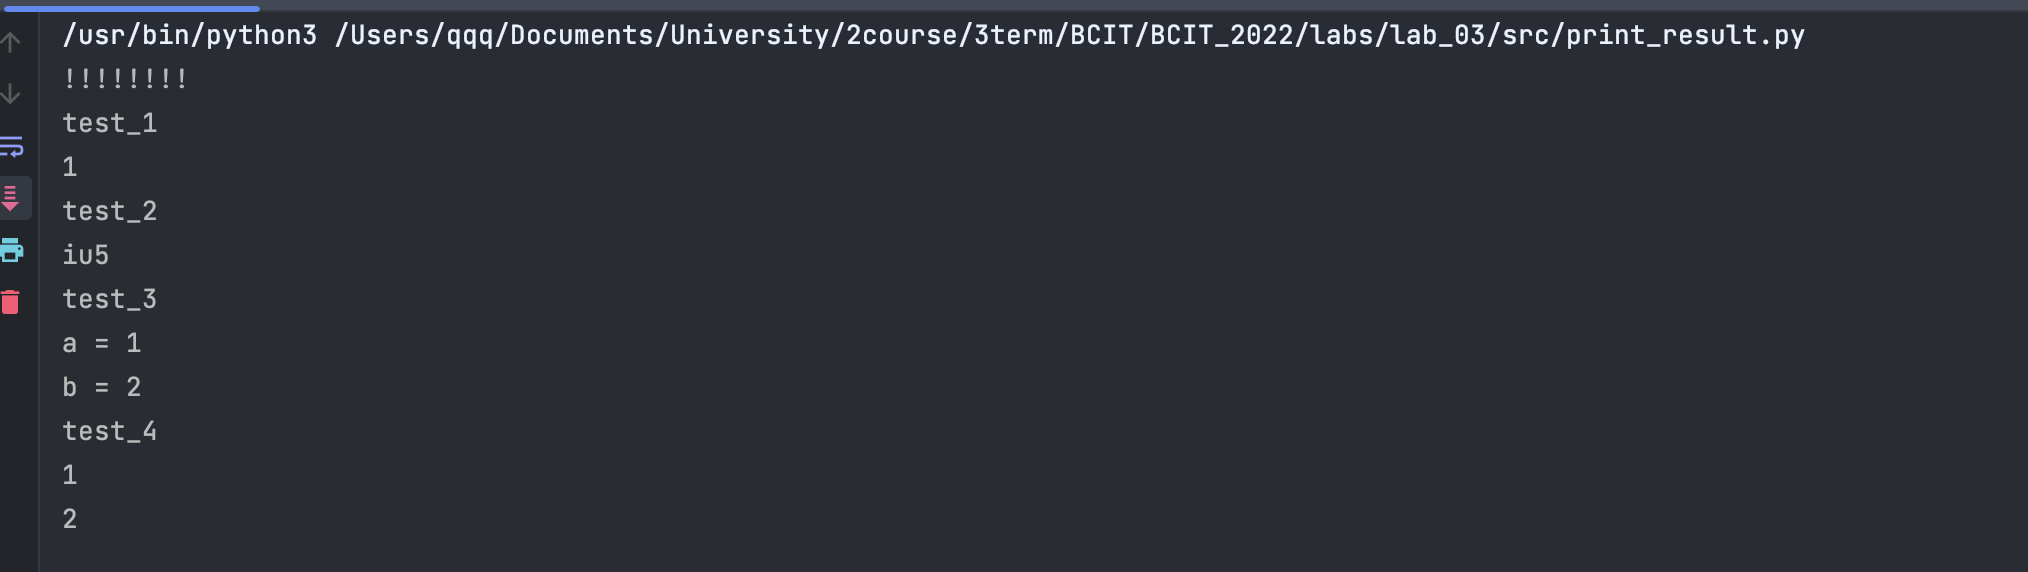 /usr/bin/python3 /Users/qqq/Documents/University/2course/3term/BCIT/BCIT_2022/labs/lab_03/src/print_result.py
!!!!!!!!
test_1
1
test_2
iu5
test_3
a = 1
b = 2
test_4
1
2